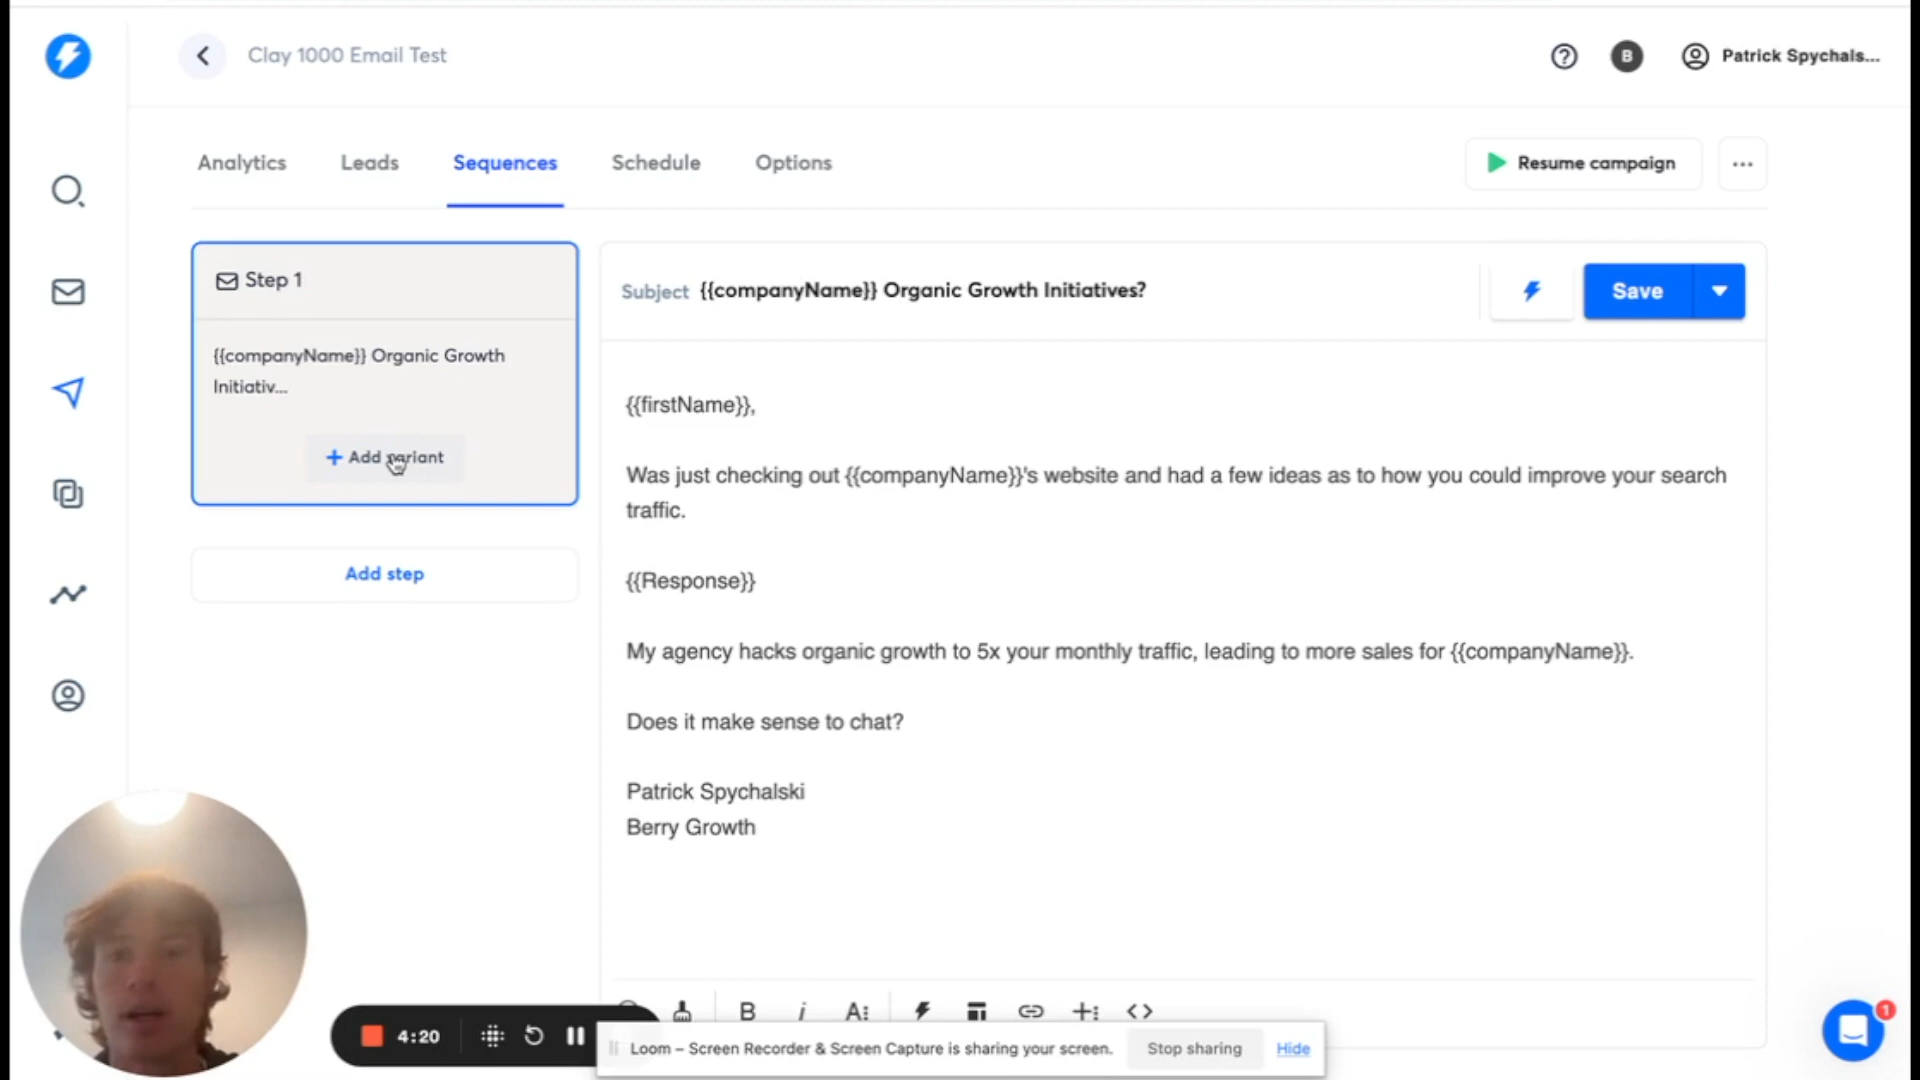 Clay 1000 Email Test
B
Patrick Spychals...
Analytics
Leads
Sequences
Schedule
Options
Resume campaign
Step 1
{{companyName}} Organic Growth
Initiativ...
+ Add variant
Add step
Subject {{companyName}} Organic Growth Initiatives?
Save
{{firstName}},
Was just checking out {{companyName}}'s website and had a few ideas as to how you could improve your search
traffic.
{{Response}}
My agency hacks organic growth to 5x your monthly traffic, leading to more sales for {{companyName}}.
Does it make sense to chat?
Patrick Spychalski
Berry Growth
B i A
4:20
Loom – Screen Recorder & Screen Capture is sharing your screen.
Stop sharing
Hide
1